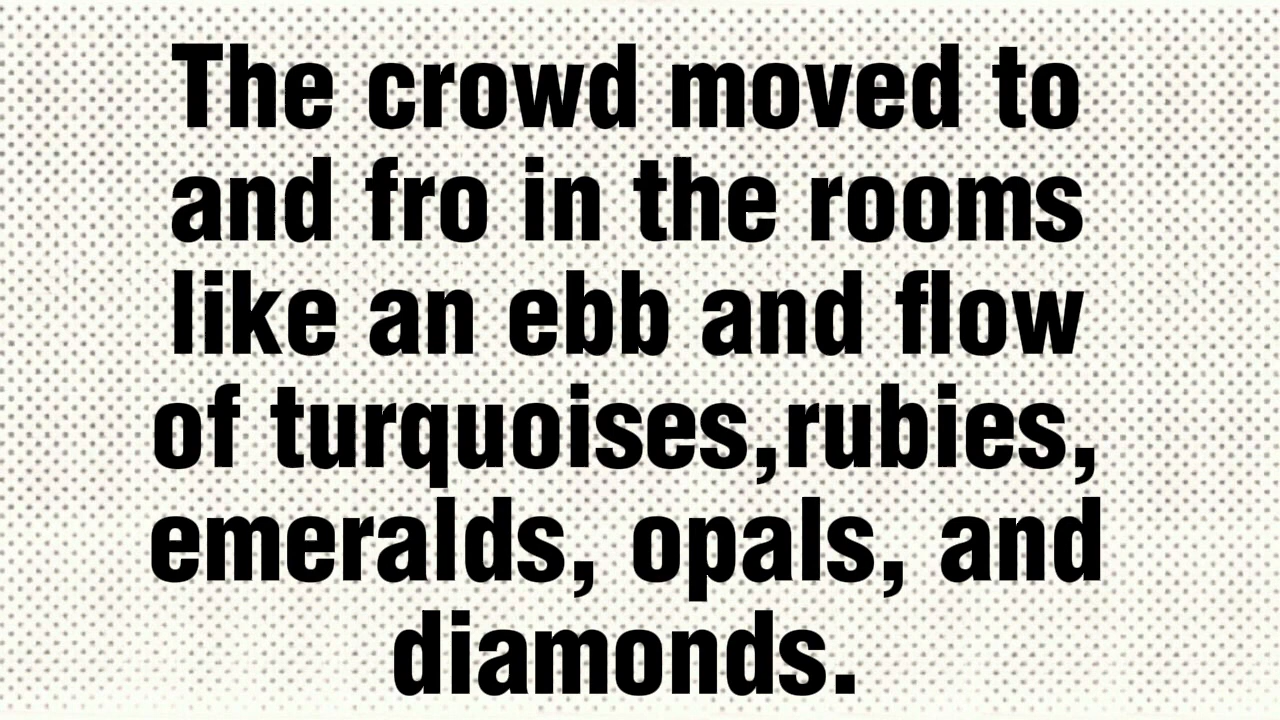 The crowd moved to
and fro in the rooms
like an ebb and flow
of turquoises,rubies,
emeralds, opals, and
diamonds.